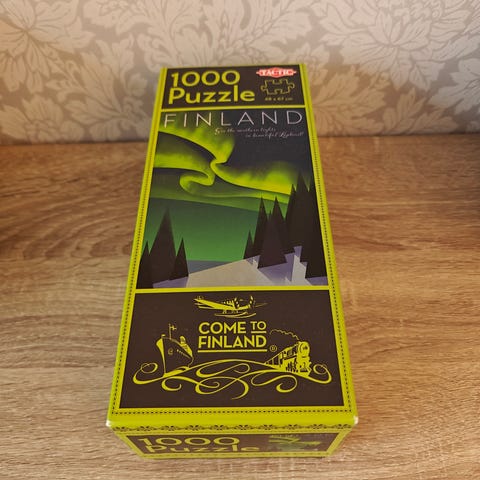 1000
Puzzle
TACTIC
48 x 67 cm
FINLAND
See the northern lights
in beautiful Lapland!
COME TO
FINLAND
®
1000
Puzzle